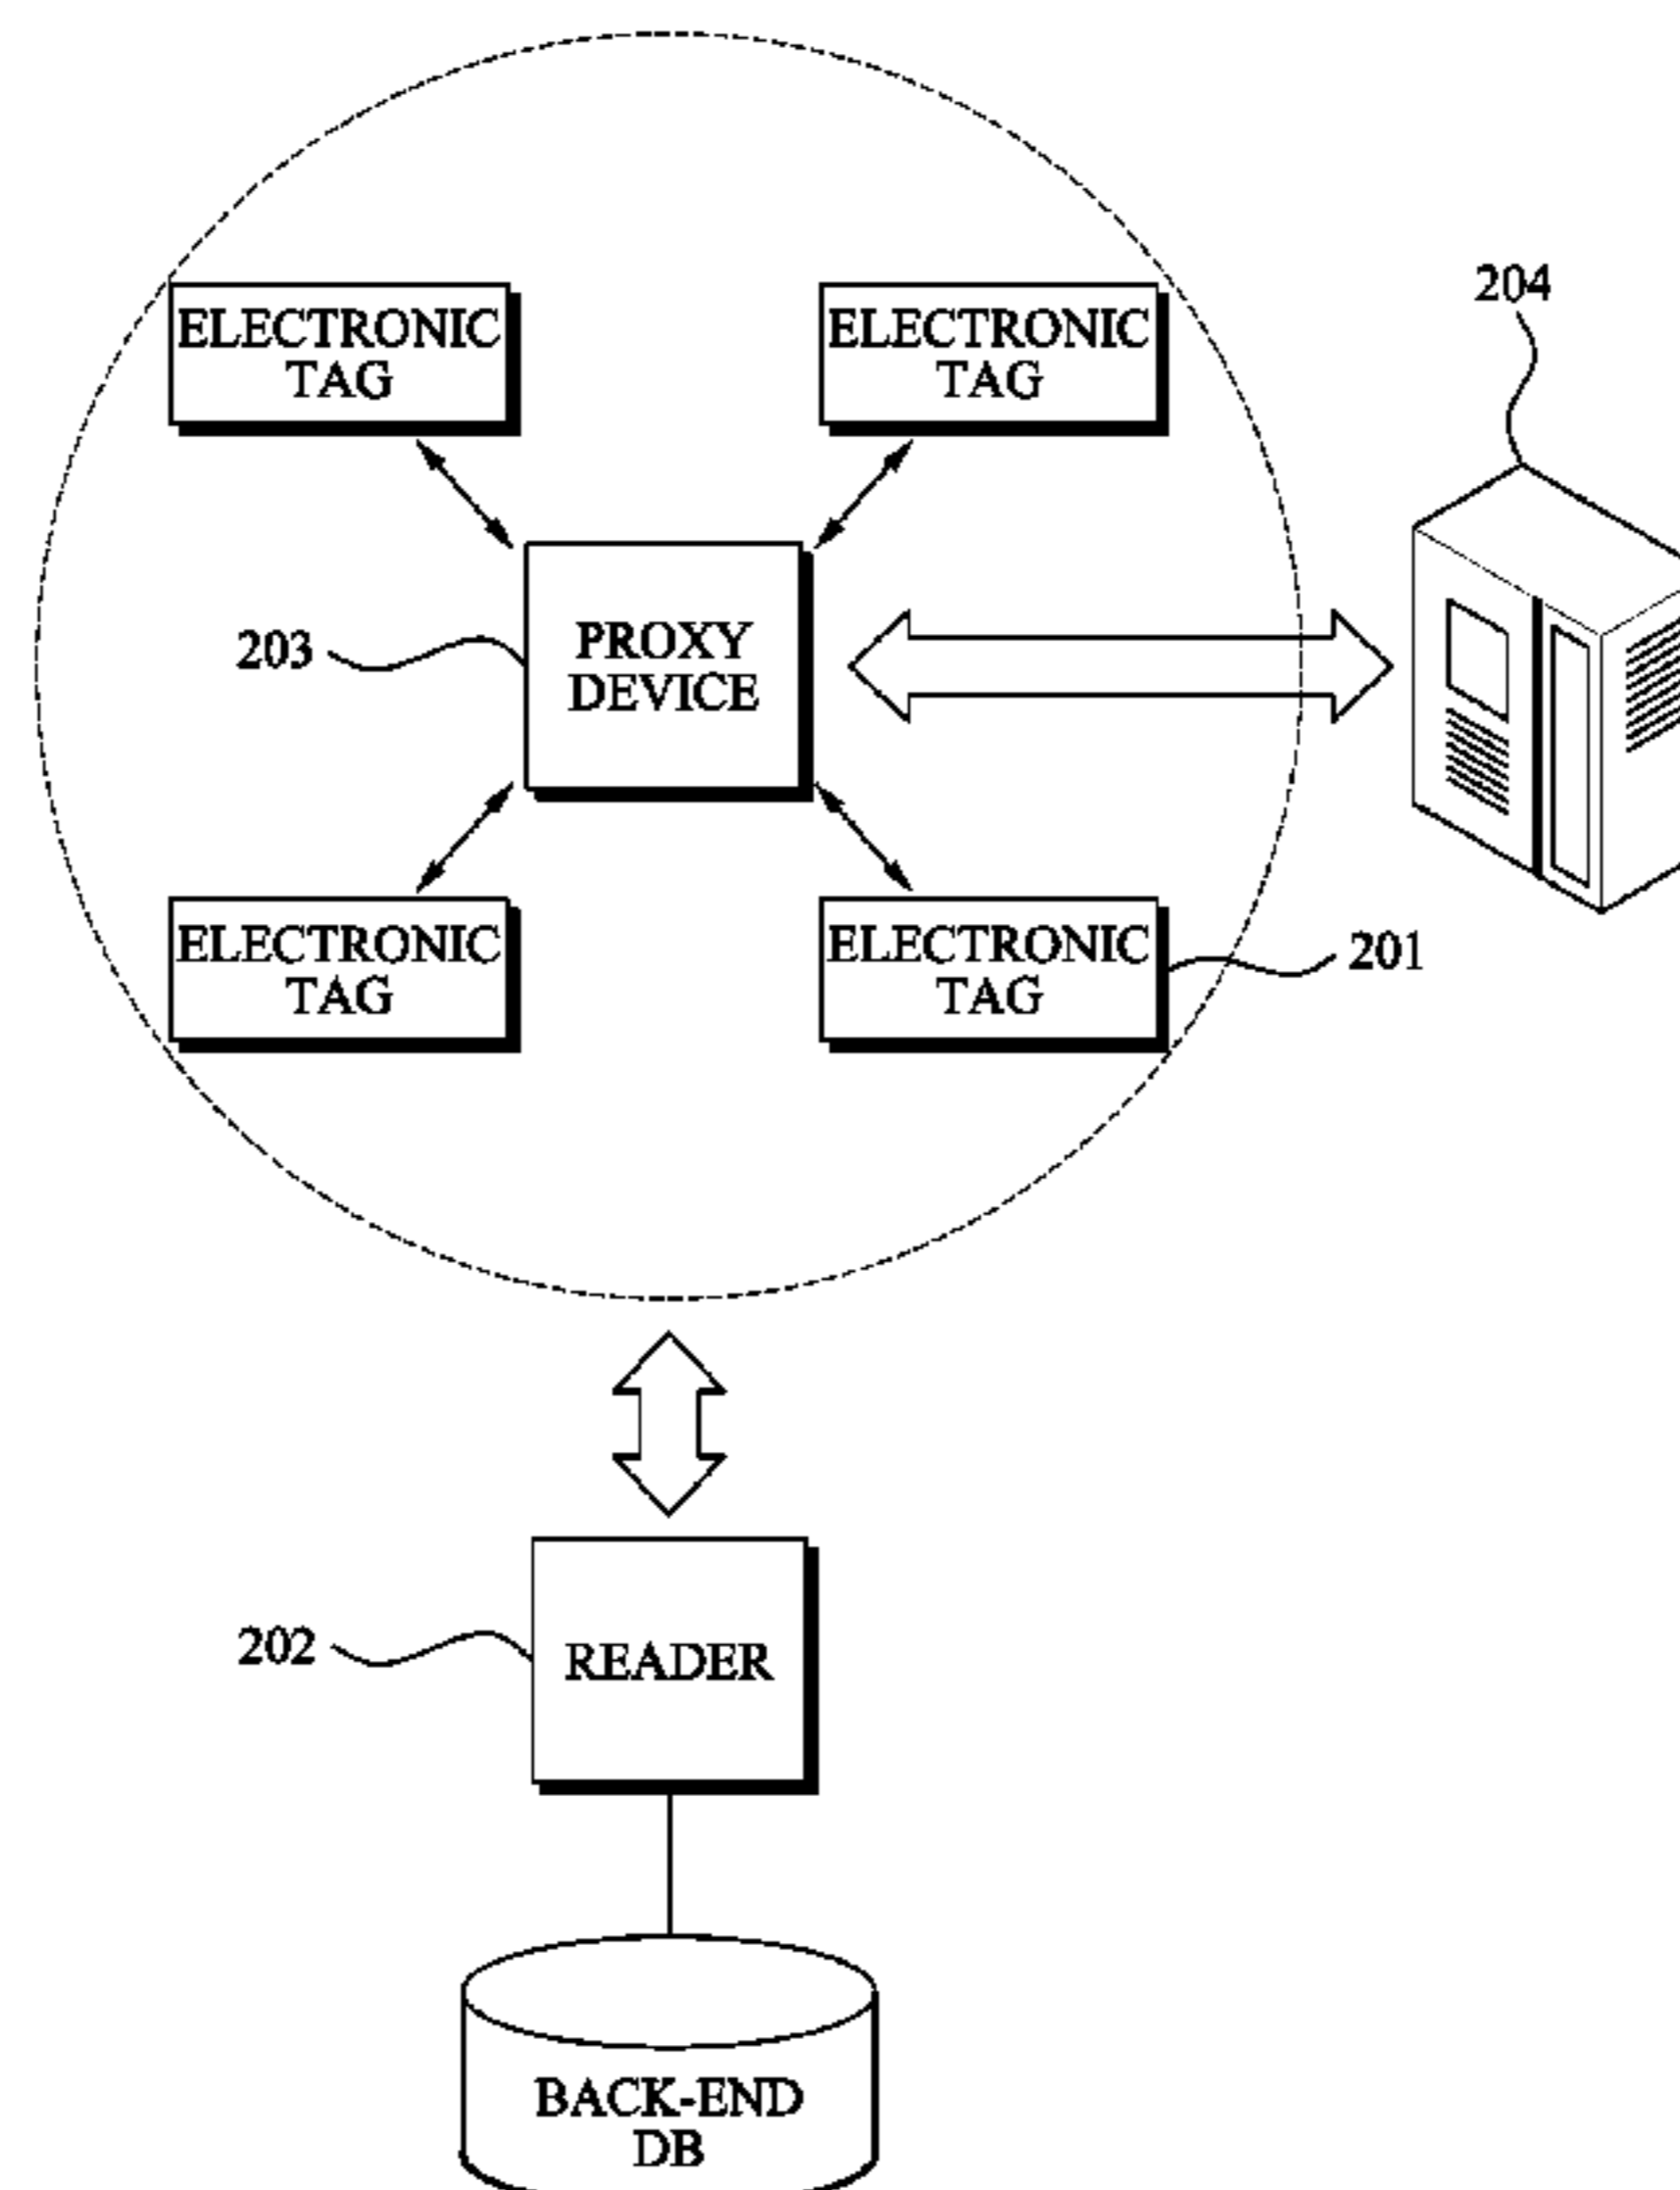 204
ELECTRONIC
TAG
ELECTRONIC
TAG
203
PROXY
DEVICE
ELECTRONIC
TAG
ELECTRONIC
TAG
201
202
READER
BACK-END
DB